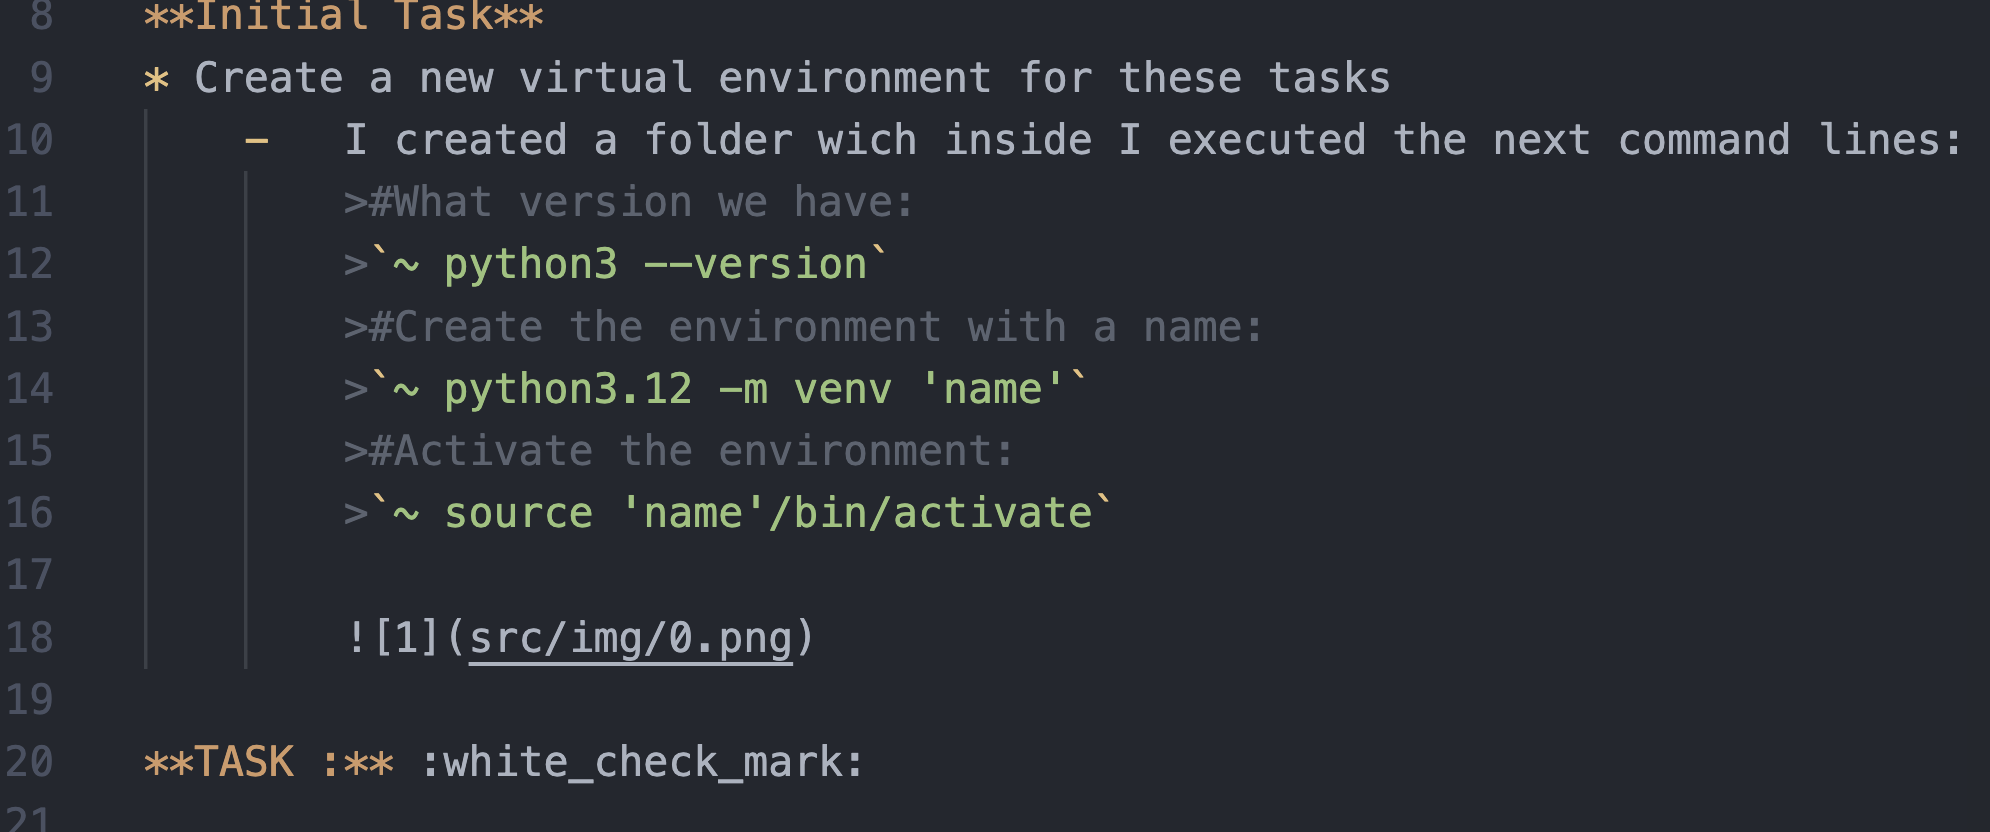 8 **Initial Task**
9 * Create a new virtual environment for these tasks
10 - I created a folder wich inside I executed the next command lines:
11 >#What version we have:
12 >`~ python3 --version`
13 >#Create the environment with a name:
14 >`~ python3.12 -m venv 'name'`
15 >#Activate the environment:
16 >`~ source 'name'/bin/activate`
17
18 ![1](src/img/0.png)
19
20 **TASK :** :white_check_mark:
21